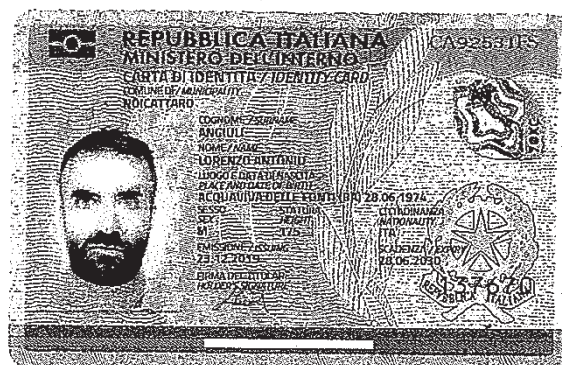 REPUBBLICA ITALIANA
MINISTERO DELL'INTERNO
CA92531FS
CARTA DI IDENTITÀ / IDENTITY CARD
COMUNE DI / MUNICIPALITY
NOICATTARO
COGNOME / SURNAME
ANGIULI
NOME / NAME
LORENZO ANTONIO
LUOGO E DATA DI NASCITA
PLACE AND DATE OF BIRTH
ACQUAVIVA DELLE FONTI (BA) 28.06.1974
SESSO STATURA CITTADINANZA
SEX HEIGHT NATIONALITY
M 175 ITA
EMISSIONE / ISSUING SCADENZA / EXPIRY
23.12.2019 28.06.2030
FIRMA DEL TITOLARE
HOLDER'S SIGNATURE
REPUBBLICA ITALIANA